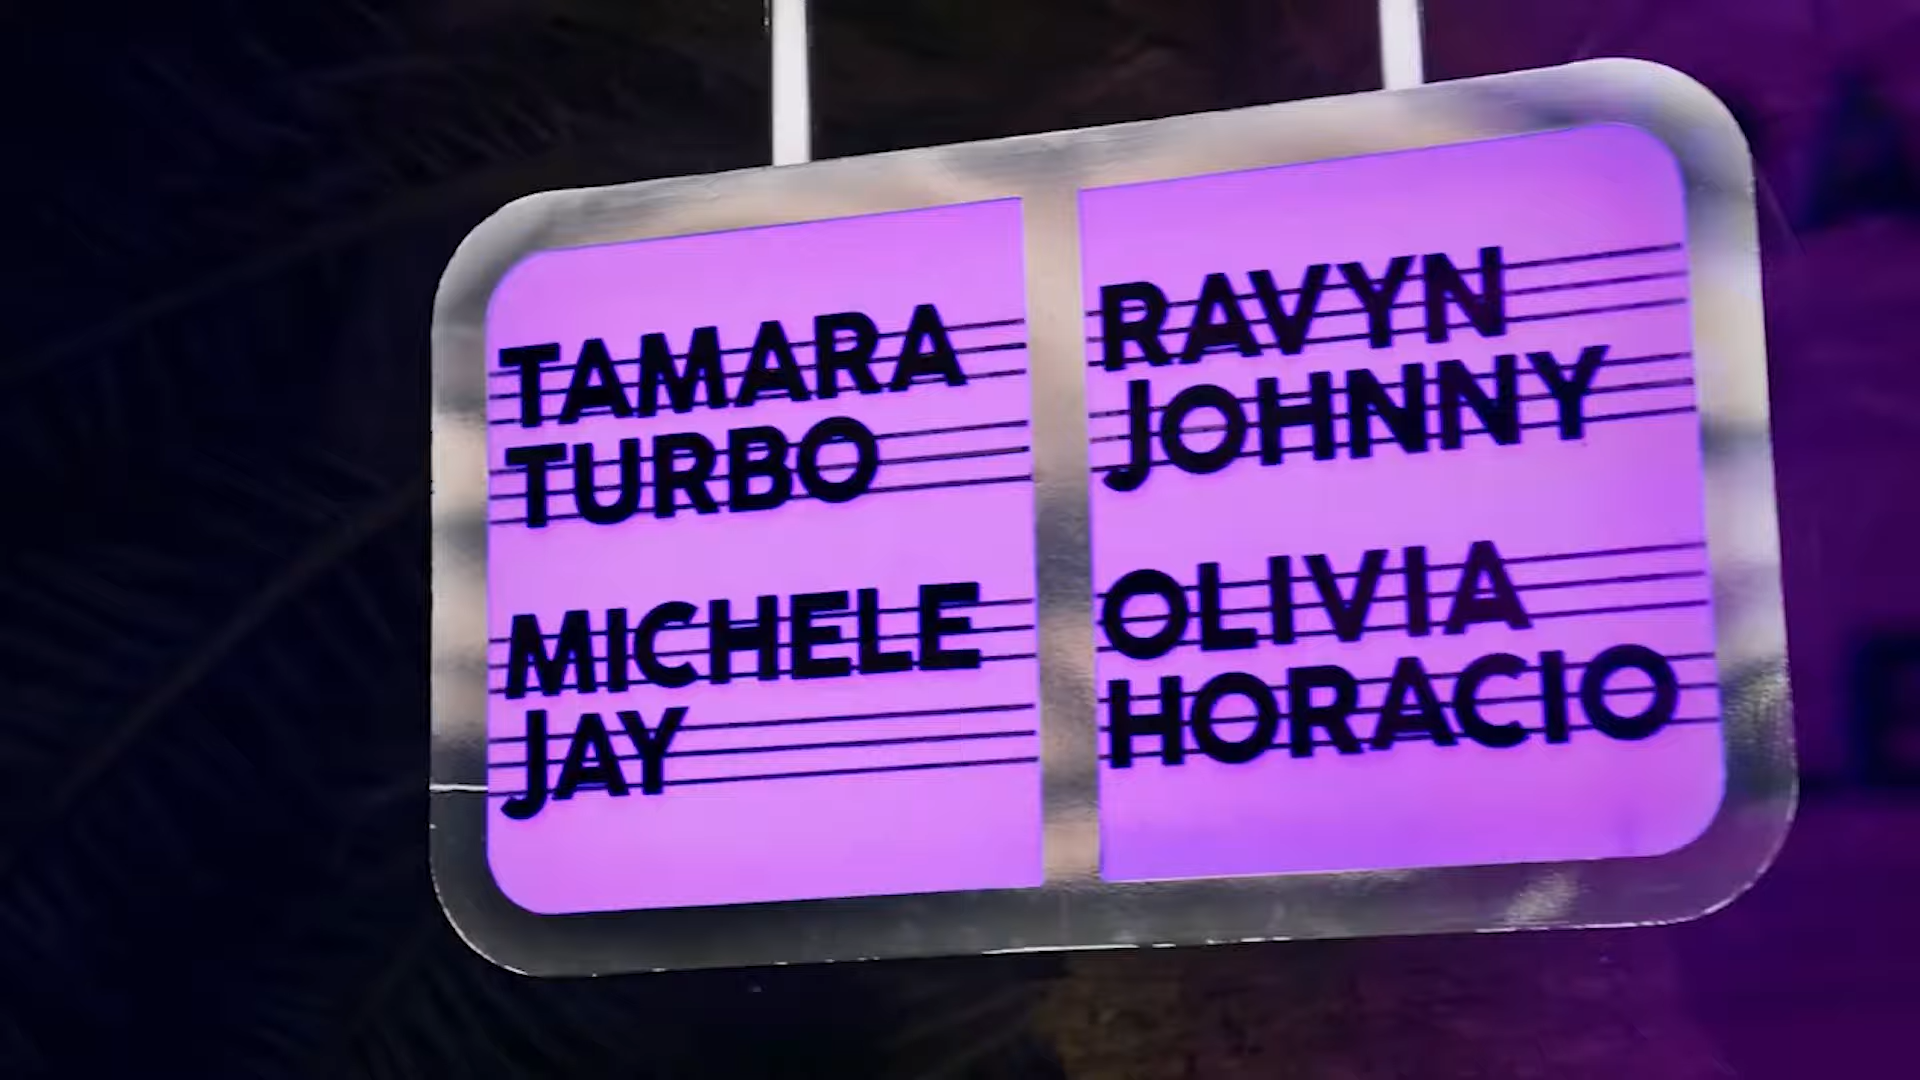 TAMARA
TURBO
MICHELE
JAY
RAVYN
JOHNNY
OLIVIA
HORACIO